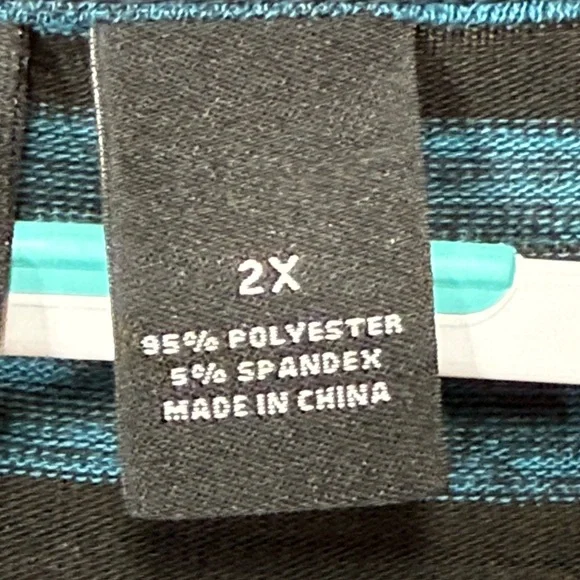 2X
95% POLYESTER
5% SPANDEX
MADE IN CHINA